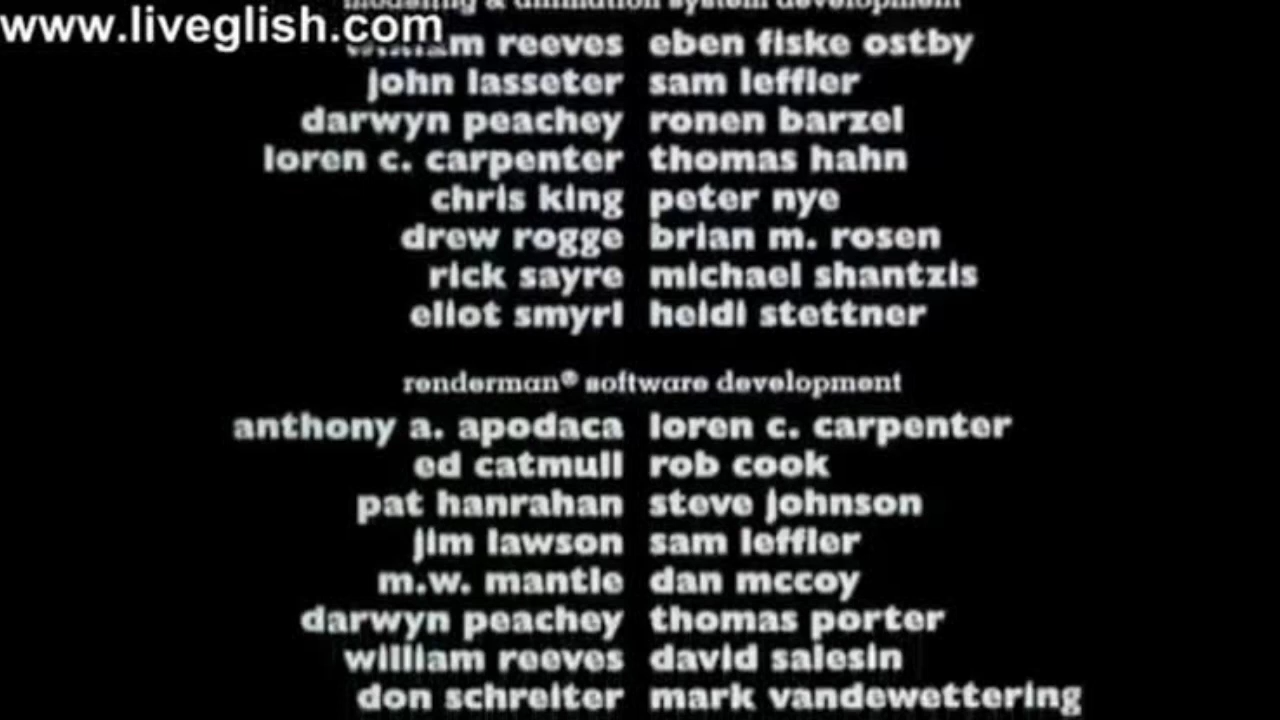 modeling & animation system development
www.liveglish.com
william reeves eben fiske ostby
john lasseter sam leffler
darwyn peachey ronen barzel
loren c. carpenter thomas hahn
chris king peter nye
drew rogge brian m. rosen
rick sayre michael shantzis
eliot smyrl heidi stettner
renderman® software development
anthony a. apodaca loren c. carpenter
ed catmull rob cook
pat hanrahan steve johnson
jim lawson sam leffler
m.w. mantle dan mccoy
darwyn peachey thomas porter
william reeves david salesin
don schreiter mark vandewettering